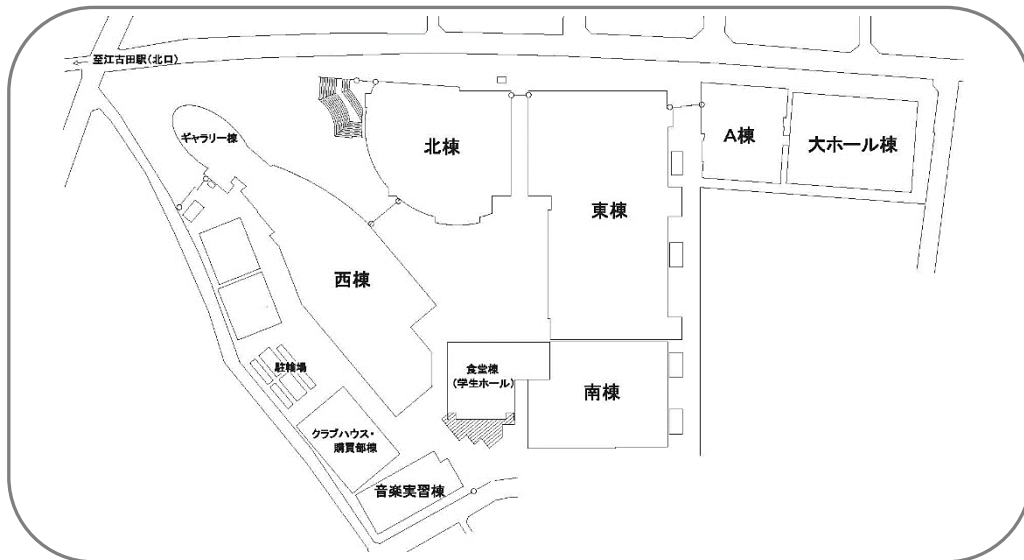 至江古田駅(北口)
ギャラリー棟
北棟
A棟
大ホール棟
東棟
西棟
駐輪場
食堂棟
(学生ホール)
南棟
クラブハウス・
購買部棟
音楽実習棟